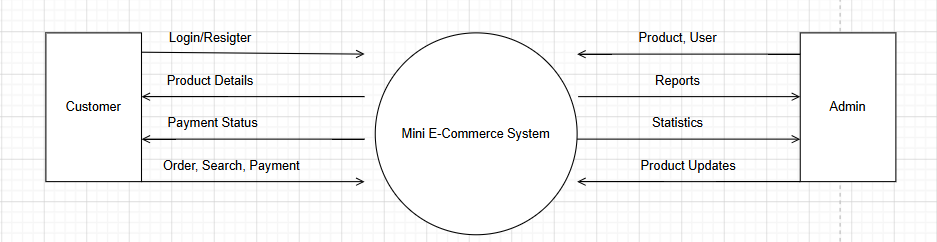 Login/Resigter
Product, User
Product Details
Reports
Customer
Admin
Payment Status
Statistics
Mini E-Commerce System
Order, Search, Payment
Product Updates